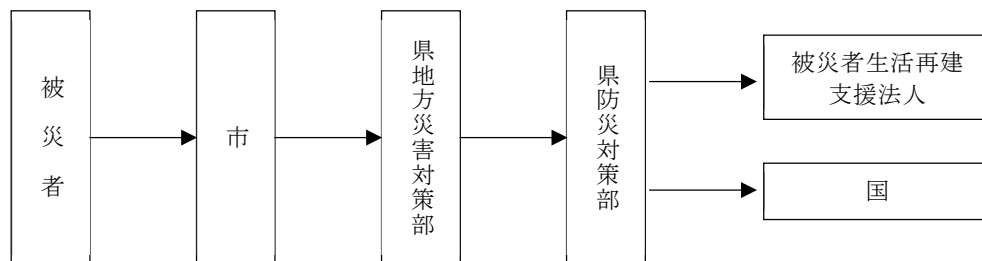 被災者
市
県地方災害対策部
県防災対策部
被災者生活再建
支援法人
国